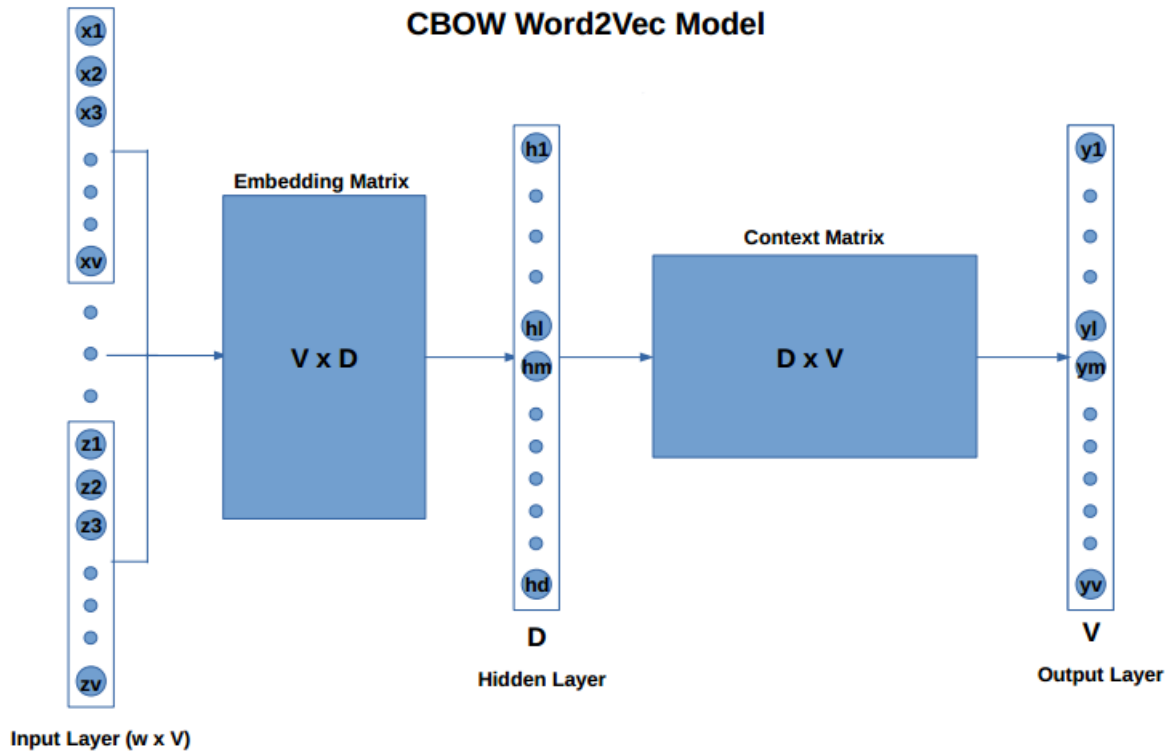 CBOW Word2Vec Model
x1
x2
x3
xv
z1
z2
z3
zv
Input Layer (w x V)
Embedding Matrix
V x D
h1
hl
hm
hd
D
Hidden Layer
Context Matrix
D x V
y1
yl
ym
yv
V
Output Layer